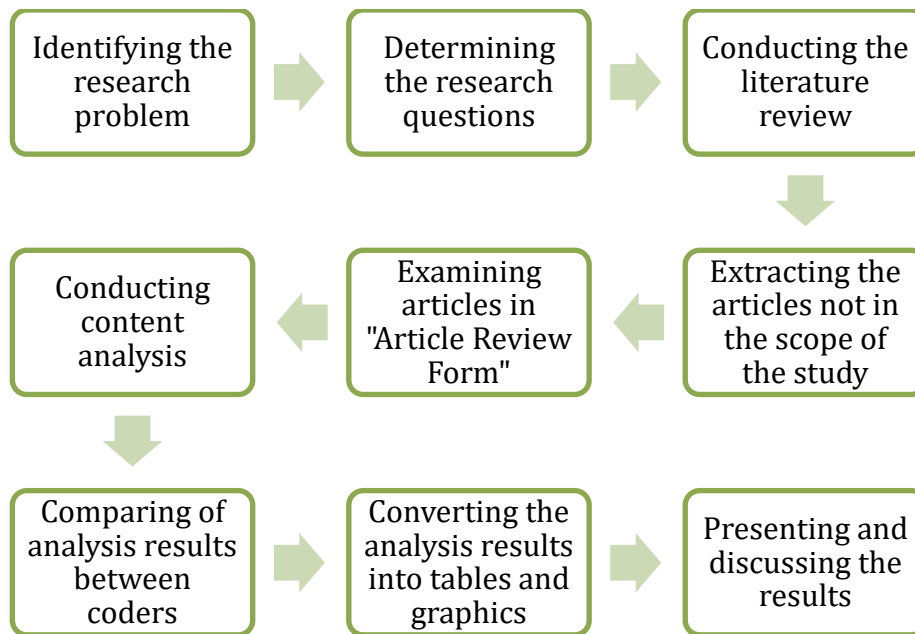 Identifying the
research
problem
Determining
the research
questions
Conducting the
literature
review
Extracting the
articles not in
the scope of
the study
Examining
articles in
"Article Review
Form"
Conducting
content
analysis
Comparing of
analysis results
between
coders
Converting the
analysis results
into tables and
graphics
Presenting and
discussing the
results